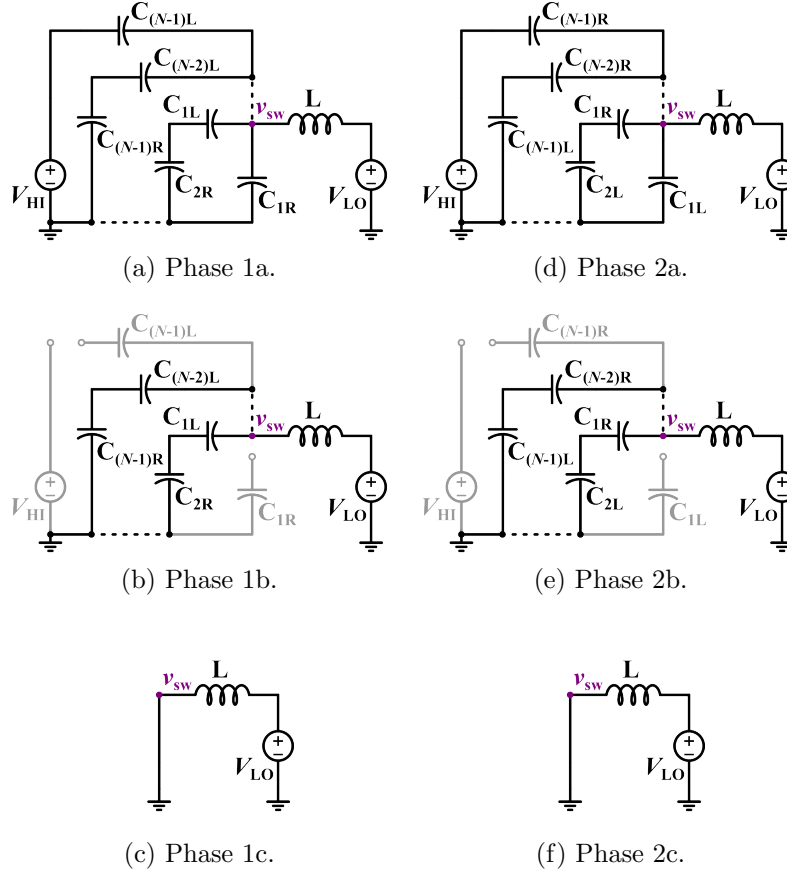 C(N-1)L
C(N-2)L
C1L
vsw
L
C(N-1)R
C2R
C1R
VHI
VLO
(a) Phase 1a.
C(N-1)R
C(N-2)R
C1R
vsw
L
C(N-1)L
C2L
C1L
VHI
VLO
(d) Phase 2a.
C(N-1)L
C(N-2)L
C1L
vsw
L
C(N-1)R
C2R
C1R
VHI
VLO
(b) Phase 1b.
C(N-1)R
C(N-2)R
C1R
vsw
L
C(N-1)L
C2L
C1L
VHI
VLO
(e) Phase 2b.
vsw
L
VLO
(c) Phase 1c.
vsw
L
VLO
(f) Phase 2c.